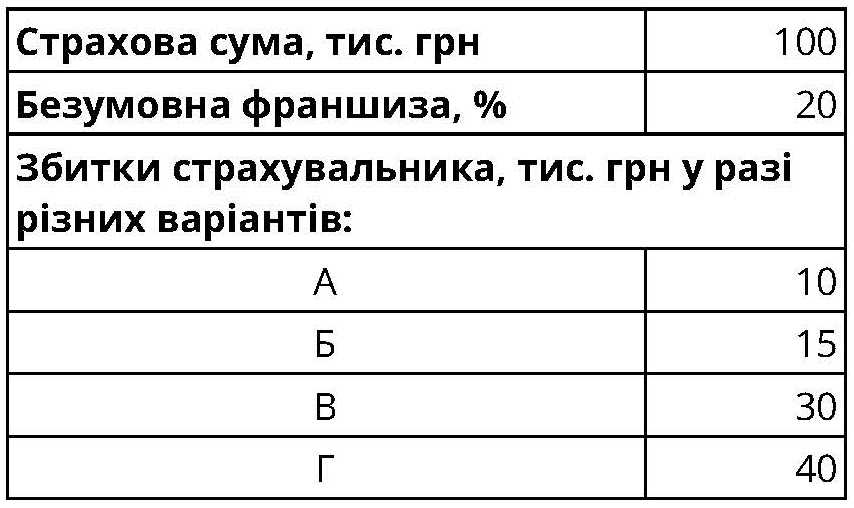 Страхова сума, тис. грн 100
Безумовна франшиза, % 20
Збитки страхувальника, тис. грн у разі
різних варіантів:
А 10
Б 15
В 30
Г 40